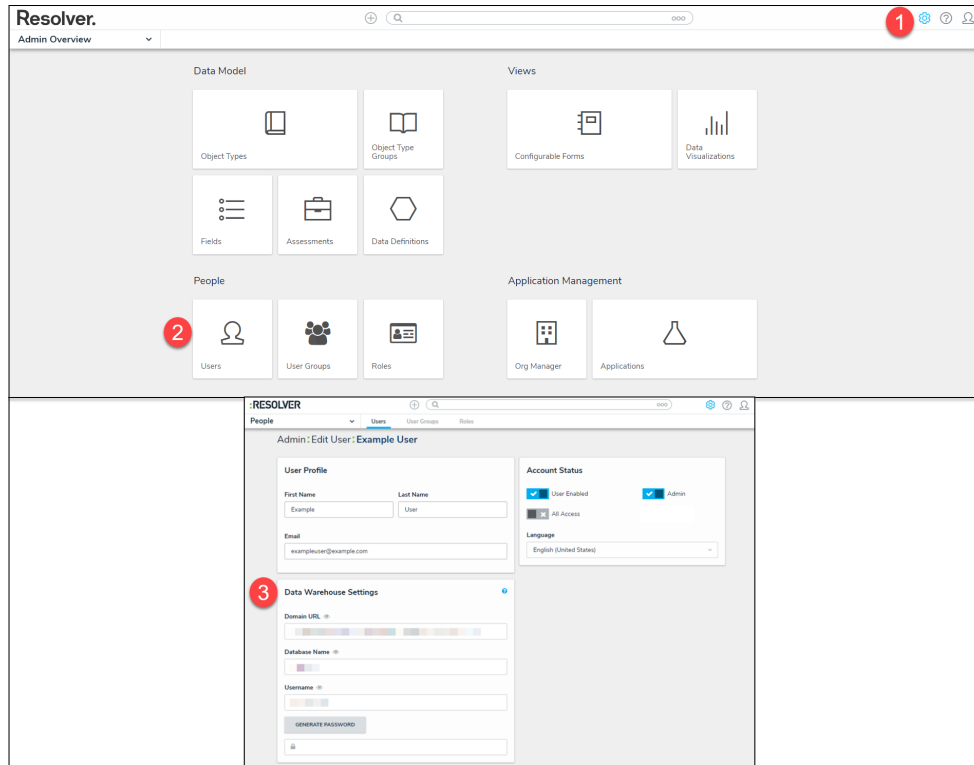 Resolver.
1
Admin Overview
Data Model
Views
Object Types
Object Type
Groups
Configurable Forms
Data
Visualizations
Fields
Assessments
Data Definitions
People
Application Management
2
Users
User Groups
Roles
Org Manager
Applications
:RESOLVER
People
Users
User Groups
Roles
Admin:Edit User:Example User
User Profile
Account Status
First Name
Last Name
User Enabled
Admin
Example
User
All Access
Email
Language
exampleuser@example.com
English (United States)
3
Data Warehouse Settings
Domain URL
Database Name
Username
GENERATE PASSWORD